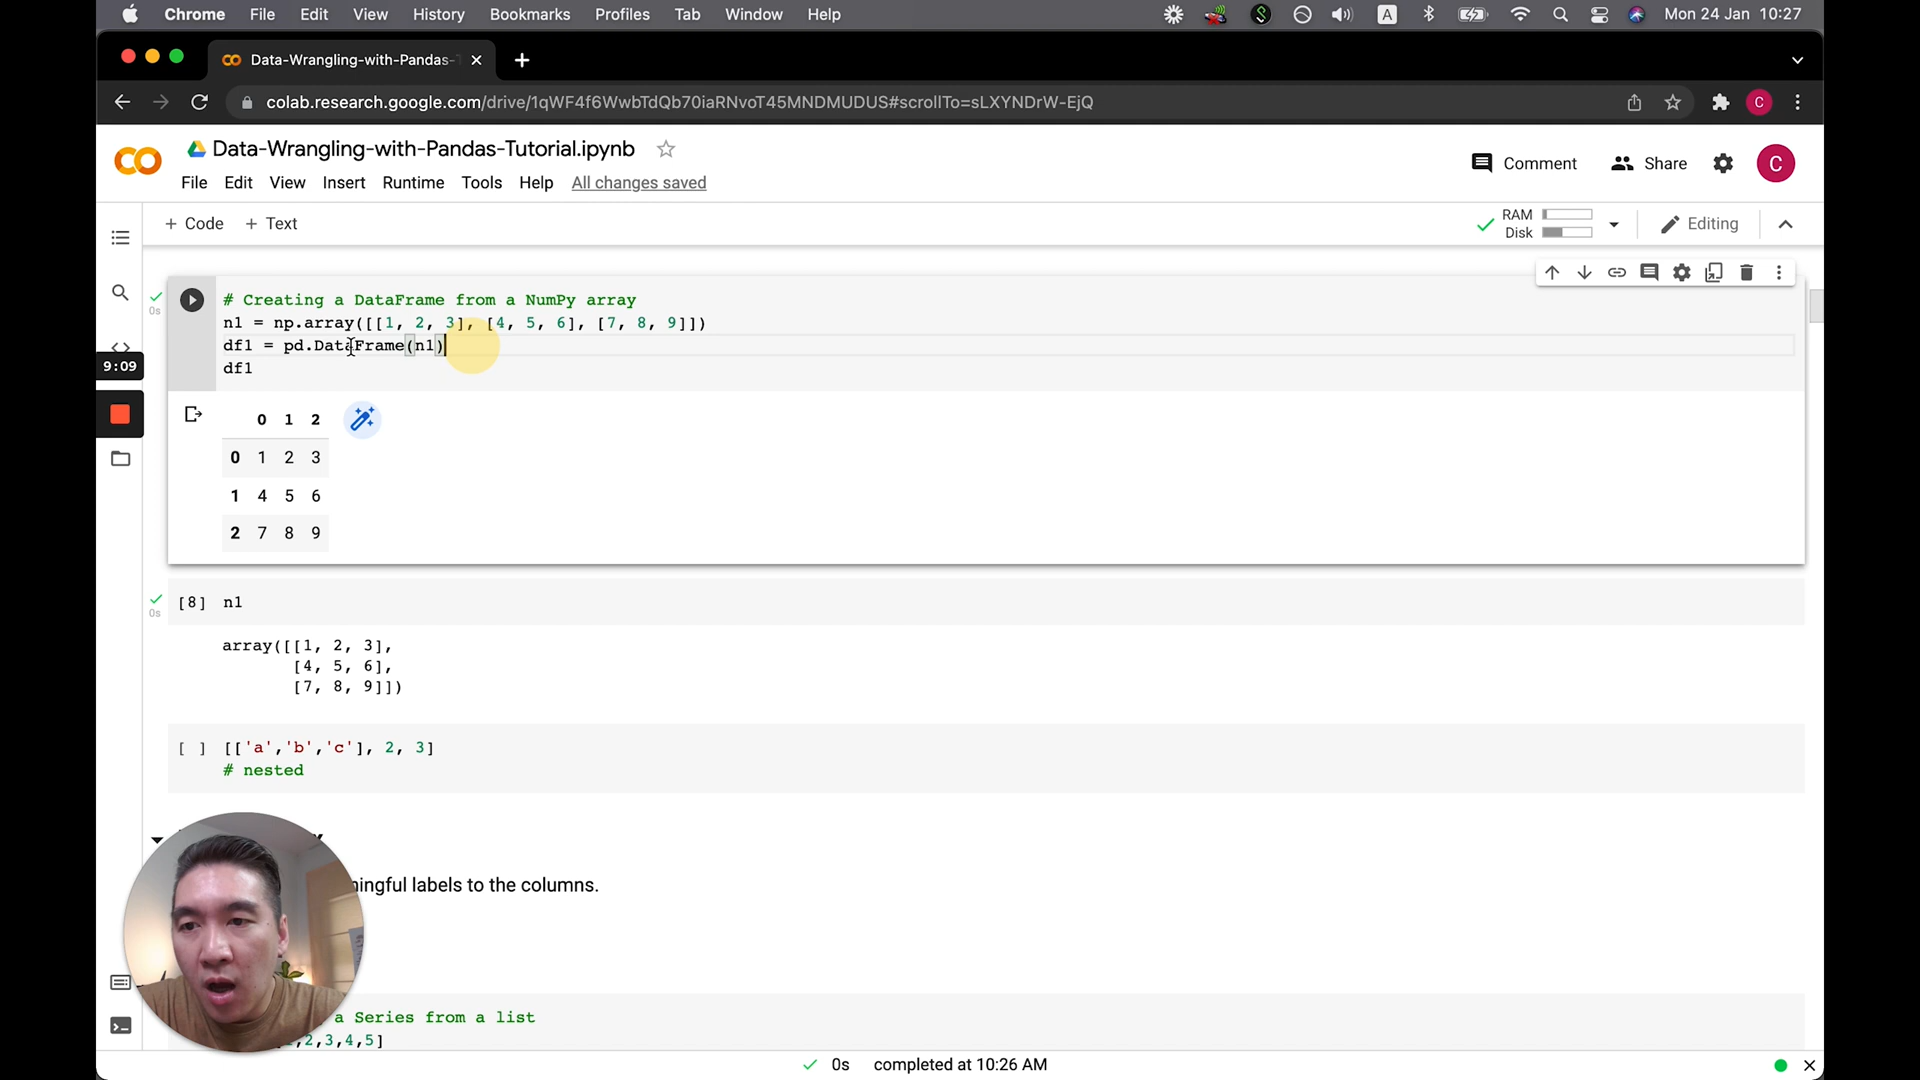 Chrome File Edit View History Bookmarks Profiles Tab Window Help A Mon 24 Jan 10:27
Data-Wrangling-with-Pandas-
colab.research.google.com/drive/1qWF4f6WwbTdQb70iaRNvoT45MNDMUDUS#scrollTo=sLXYNDrW-EjQ C
Data-Wrangling-with-Pandas-Tutorial.ipynb
Comment Share C
File Edit View Insert Runtime Tools Help All changes saved
+ Code + Text RAM Disk Editing
0s
# Creating a DataFrame from a NumPy array
n1 = np.array([[1, 2, 3], [4, 5, 6], [7, 8, 9]])
df1 = pd.DataFrame(n1)
df1
9:09
0 1 2
0 1 2 3
1 4 5 6
2 7 8 9
0s
[8] n1
array([[1, 2, 3],
[4, 5, 6],
[7, 8, 9]])
[ ] [['a','b','c'], 2, 3]
# nested
ningful labels to the columns.
a Series from a list
,2,3,4,5]
0s completed at 10:26 AM